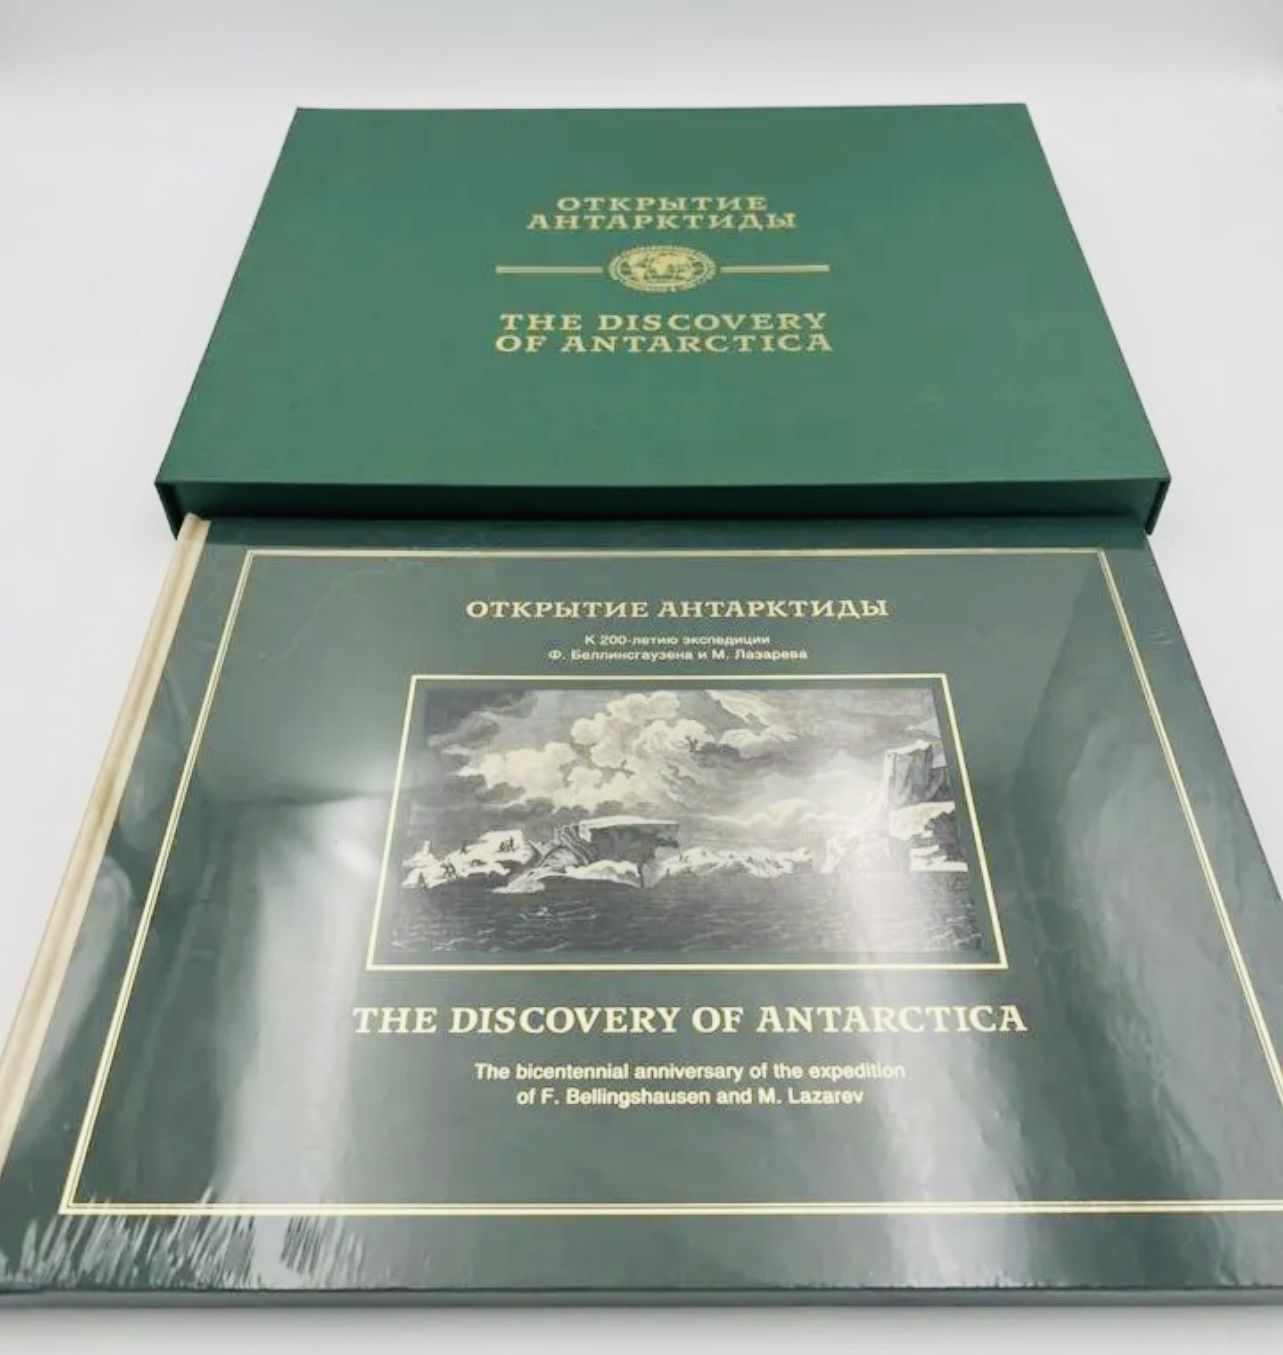 ОТКРЫТИЕ
АНТАРКТИДЫ
THE DISCOVERY
OF ANTARCTICA
ОТКРЫТИЕ АНТАРКТИДЫ
К 200-летию экспедиции
Ф. Беллинсгаузена и М. Лазарева
THE DISCOVERY OF ANTARCTICA
The bicentennial anniversary of the expedition
of F. Bellingshausen and M. Lazarev